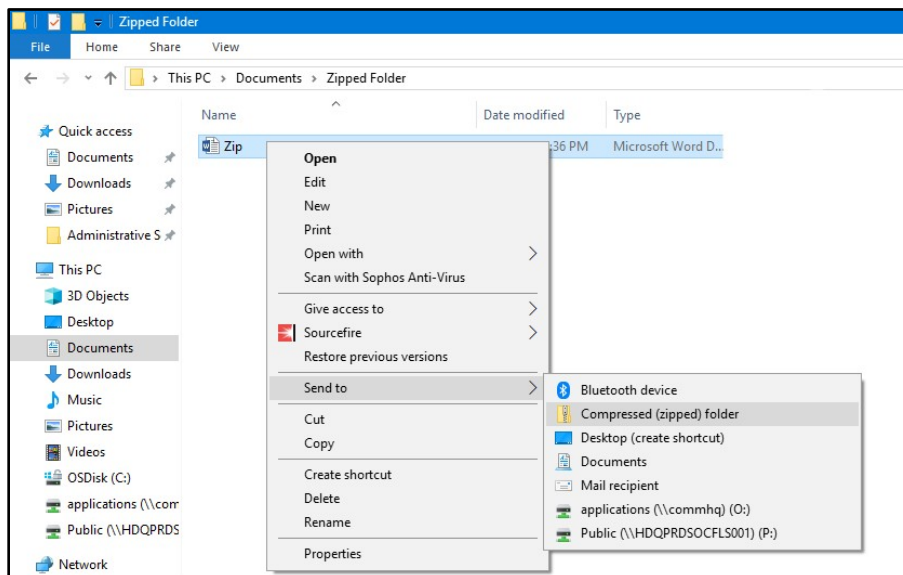 Zipped Folder
File Home Share View
This PC > Documents > Zipped Folder
Name Date modified Type
Quick access
Documents
Downloads
Pictures
Administrative S
This PC
3D Objects
Desktop
Documents
Downloads
Music
Pictures
Videos
OSDisk (C:)
applications (\\com
Public (\\HDQPRDS
Network
Zip :36 PM Microsoft Word D...
Open
Edit
New
Print
Open with
Scan with Sophos Anti-Virus
Give access to
Sourcefire
Restore previous versions
Send to
Cut
Copy
Create shortcut
Delete
Rename
Properties
Bluetooth device
Compressed (zipped) folder
Desktop (create shortcut)
Documents
Mail recipient
applications (\\commhq) (O:)
Public (\\HDQPRDSOCFLS001) (P:)